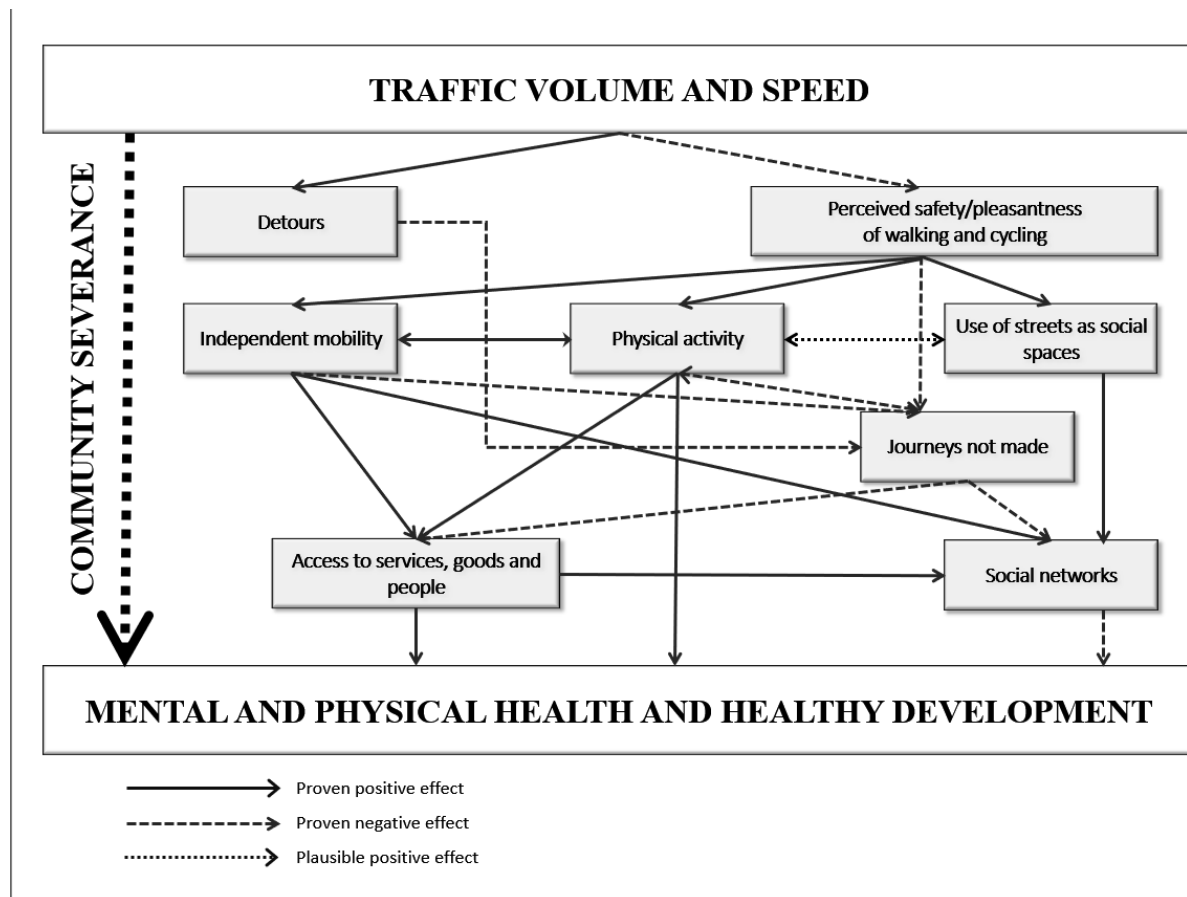 TRAFFIC VOLUME AND SPEED
COMMUNITY SEVERANCE
Detours
Perceived safety/pleasantness
of walking and cycling
Independent mobility
Physical activity
Use of streets as social
spaces
Journeys not made
Access to services, goods and
people
Social networks
MENTAL AND PHYSICAL HEALTH AND HEALTHY DEVELOPMENT
Proven positive effect
Proven negative effect
Plausible positive effect